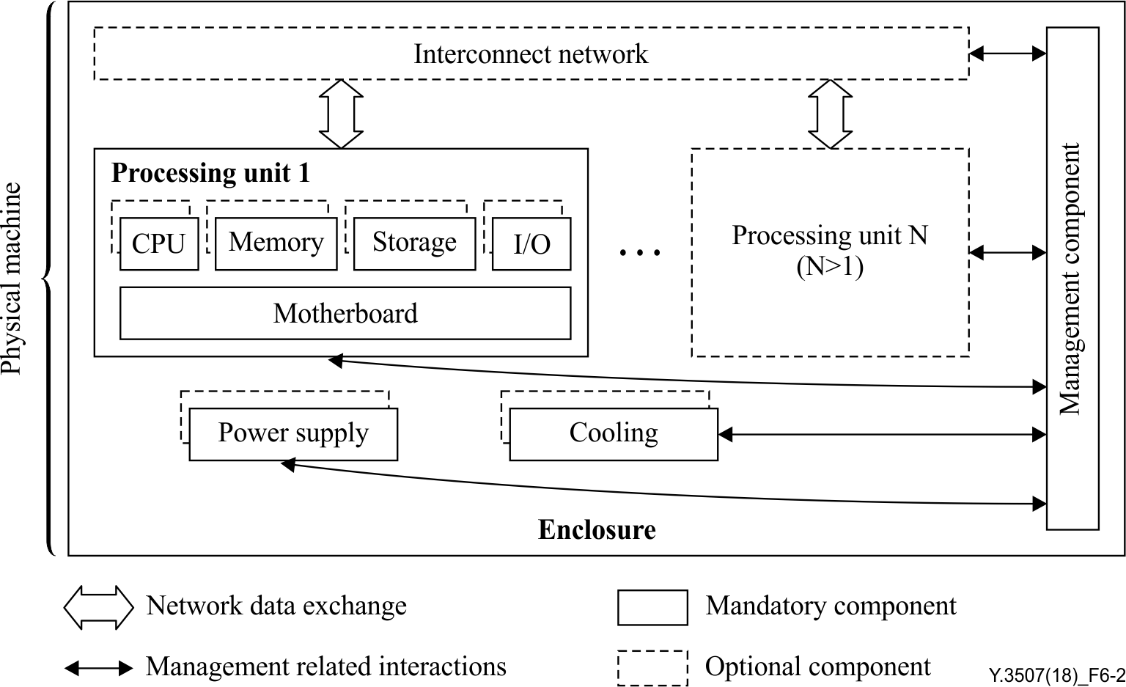 Interconnect network
Processing unit 1
CPU
Memory
Storage
I/O
Motherboard
...
Processing unit N
(N>1)
Management component
Physical machine
Power supply
Cooling
Enclosure
Network data exchange
Mandatory component
Management related interactions
Optional component
Y.3507(18)_F6-2